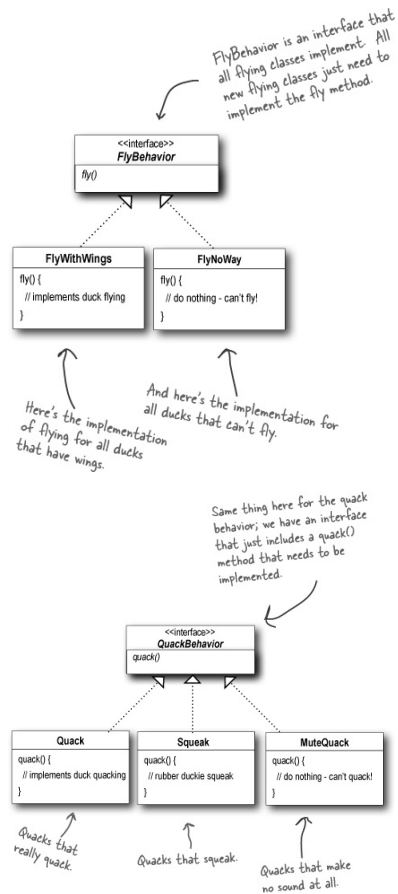 FlyBehavior is an interface that
all flying classes implement. All
new flying classes just need to
implement the fly method.
<<interface>>
FlyBehavior
fly()
FlyWithWings
fly() {
// implements duck flying
}
FlyNoWay
fly() {
// do nothing - can't fly!
}
Here's the implementation
of flying for all ducks
that have wings.
And here's the implementation for
all ducks that can't fly.
Same thing here for the quack
behavior; we have an interface
that just includes a quack()
method that needs to be
implemented.
<<interface>>
QuackBehavior
quack()
Quack
quack() {
// implements duck quacking
}
Squeak
quack() {
// rubber duckie squeak
}
MuteQuack
quack() {
// do nothing - can't quack!
}
Quacks that
really quack.
Quacks that squeak.
Quacks that make
no sound at all.